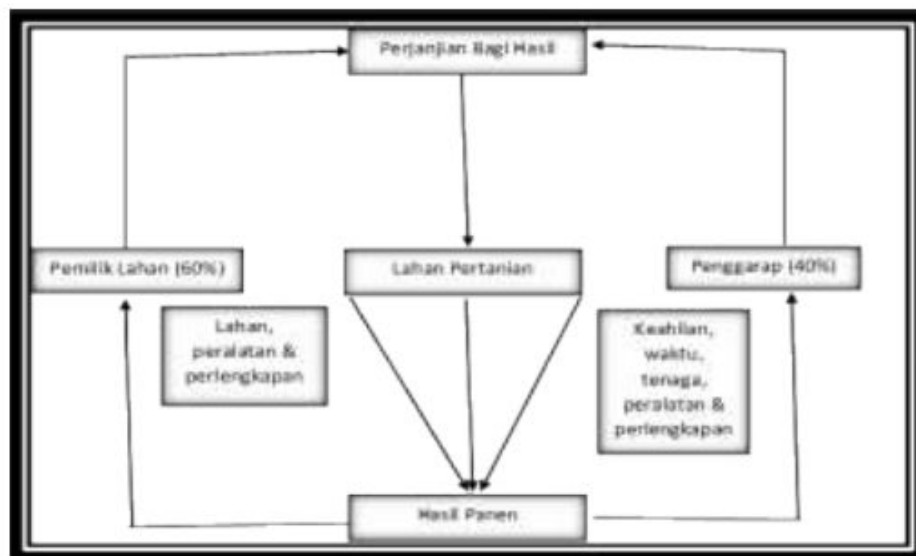 Perjanjian Bagi Hasil
Pemilik Lahan (60%)
Lahan Pertanian
Penggarap (40%)
Lahan,
peralatan &
perlengkapan
Keahilan,
waktu,
tenaga,
peralatan &
perlengkapan
Hasil Panen